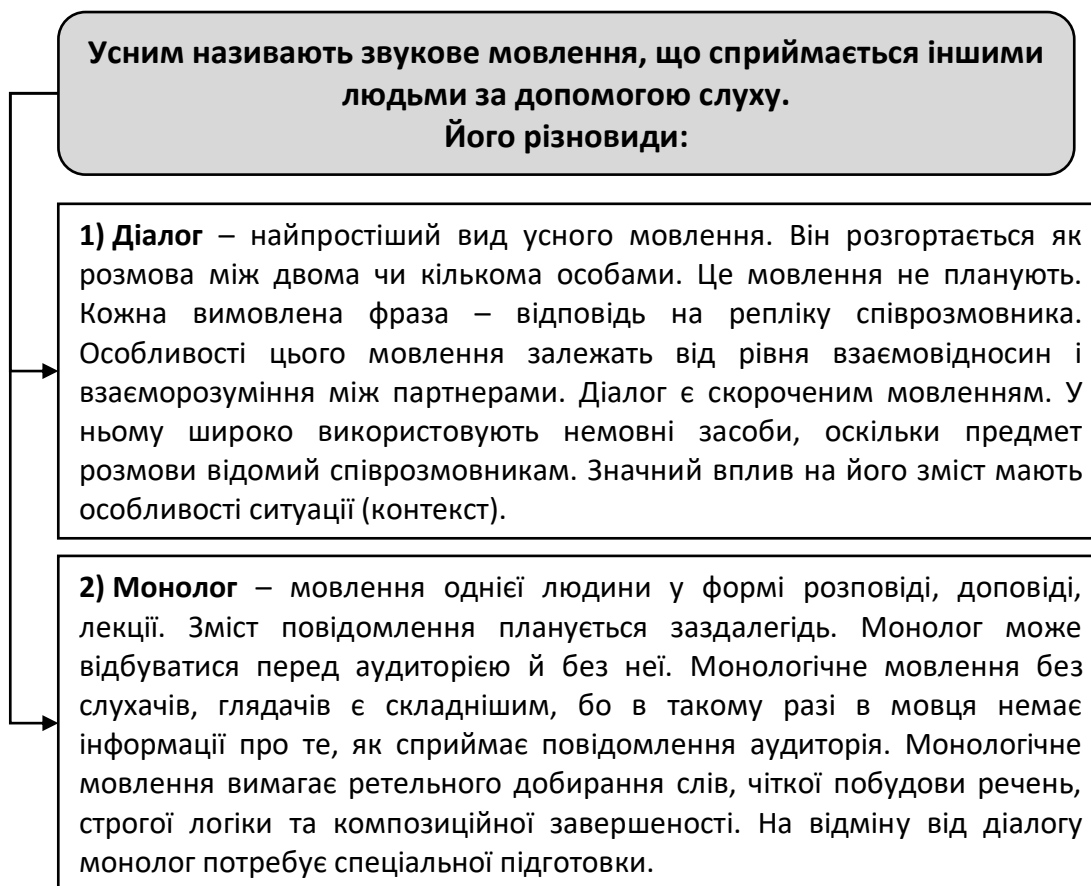 Усним називають звукове мовлення, що сприймається іншими
людьми за допомогою слуху.
Його різновиди:
1) Діалог – найпростіший вид усного мовлення. Він розгортається як
розмова між двома чи кількома особами. Це мовлення не планують.
Кожна вимовлена фраза – відповідь на репліку співрозмовника.
Особливості цього мовлення залежать від рівня взаємовідносин і
взаєморозуміння між партнерами. Діалог є скороченим мовленням. У
ньому широко використовують немовні засоби, оскільки предмет
розмови відомий співрозмовникам. Значний вплив на його зміст мають
особливості ситуації (контекст).
2) Монолог – мовлення однієї людини у формі розповіді, доповіді,
лекції. Зміст повідомлення планується заздалегідь. Монолог може
відбуватися перед аудиторією й без неї. Монологічне мовлення без
слухачів, глядачів є складнішим, бо в такому разі в мовця немає
інформації про те, як сприймає повідомлення аудиторія. Монологічне
мовлення вимагає ретельного добирання слів, чіткої побудови речень,
строгої логіки та композиційної завершеності. На відміну від діалогу
монолог потребує спеціальної підготовки.